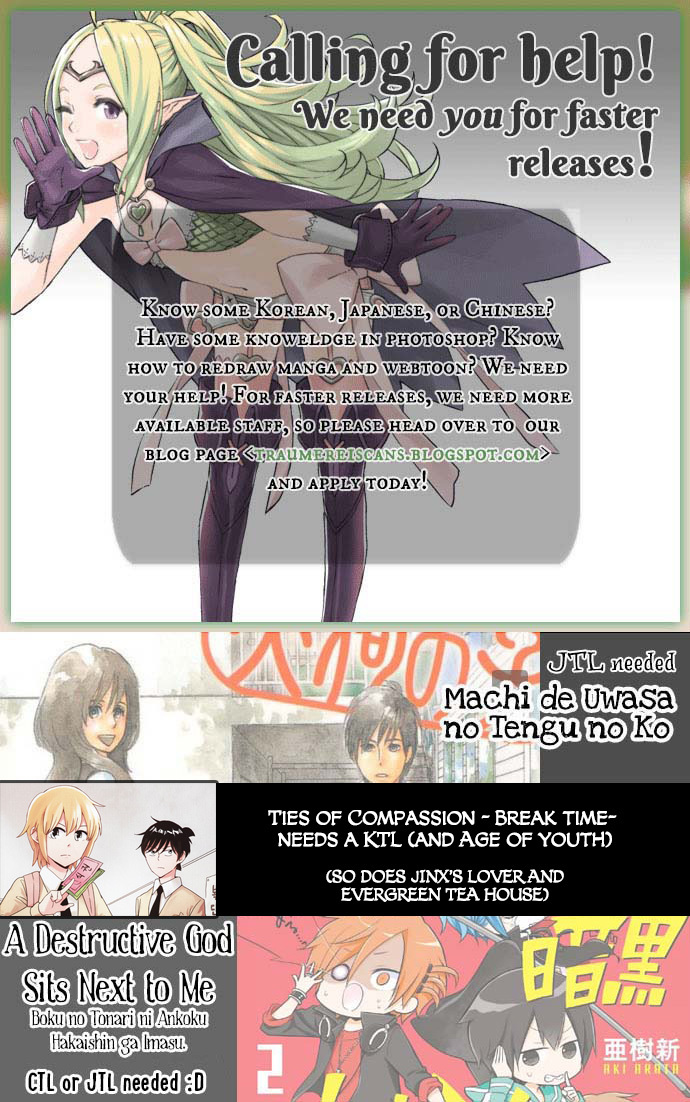 Calling for help!
We need you for faster
releases!
Know some Korean, Japanese, or Chinese?
Have some knoweldge in photoshop? Know
how to redraw manga and webtoon? We need
your help! For faster releases, we need more
available staff, so please head over to our
blog page <traumereiscans.blogspot.com>
and apply today!
JTL needed
Machi de Uwasa
no Tengu no Ko
Ties of Compassion - Break time-
needs a KTL (and Age of youth)
(so does jinx's lover and
evergreen tea house)
A Destructive God
Sits Next to Me
Boku no Tonari ni Ankoku
Hakaishin ga Imasu.
CTL or JTL needed :D
暗黒
2
亜樹新
AKI ARATA